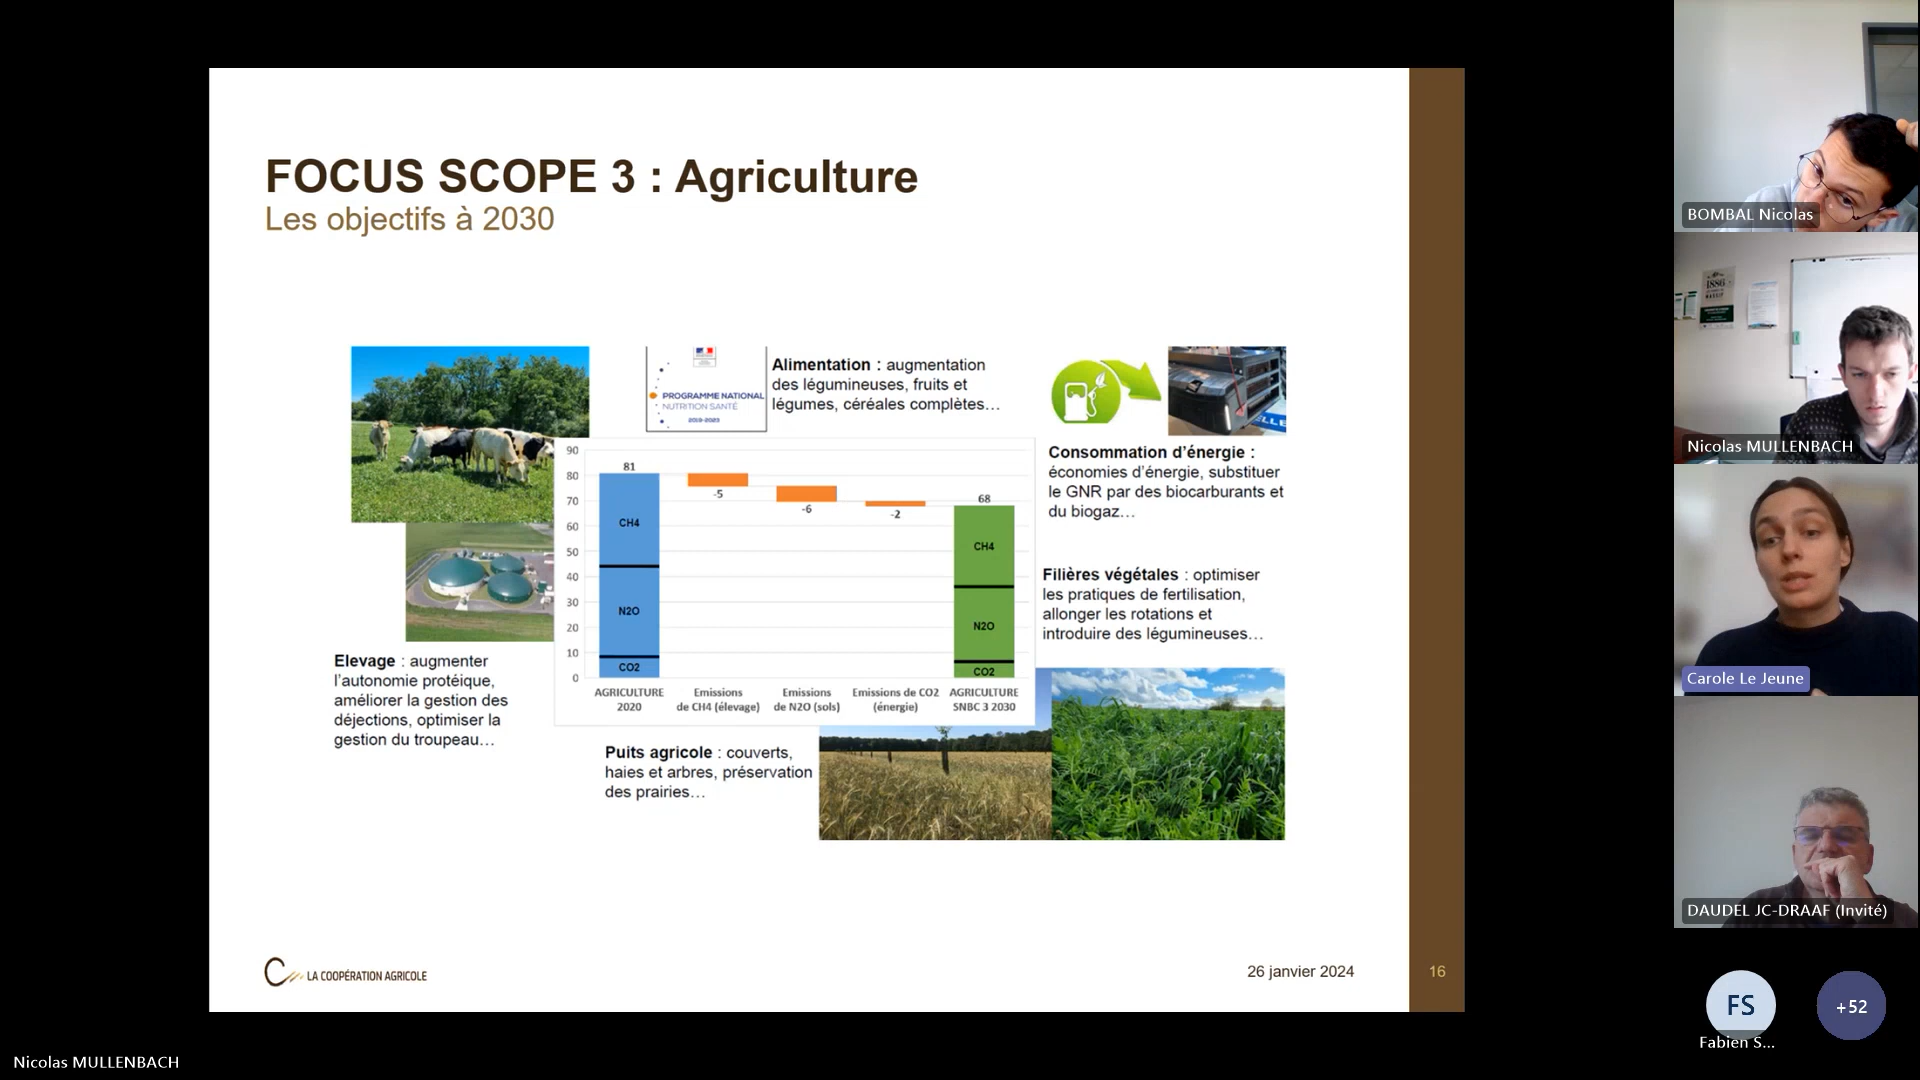 FOCUS SCOPE 3 : Agriculture
Les objectifs à 2030
PROGRAMME NATIONAL
NUTRITION SANTÉ
2019-2023
Alimentation : augmentation
des légumineuses, fruits et
légumes, céréales complètes…
Consommation d’énergie :
économies d’énergie, substituer
le GNR par des biocarburants et
du biogaz…
Filières végétales : optimiser
les pratiques de fertilisation,
allonger les rotations et
introduire des légumineuses…
Elevage : augmenter
l’autonomie protéique,
améliorer la gestion des
déjections, optimiser la
gestion du troupeau…
Puits agricole : couverts,
haies et arbres, préservation
des prairies…
90
80
70
60
50
40
30
20
10
0
81
CH4
N2O
CO2
-5
-6
-2
68
CH4
N2O
CO2
AGRICULTURE
2020
Emissions
de CH4 (élevage)
Emissions
de N2O (sols)
Emissions de CO2
(énergie)
AGRICULTURE
SNBC 3 2030
LA COOPÉRATION AGRICOLE
26 janvier 2024
16
BOMBAL Nicolas
1886
Nicolas MULLENBACH
Carole Le Jeune
DAUDEL JC-DRAAF (Invité)
FS
+52
Fabien S...
Nicolas MULLENBACH